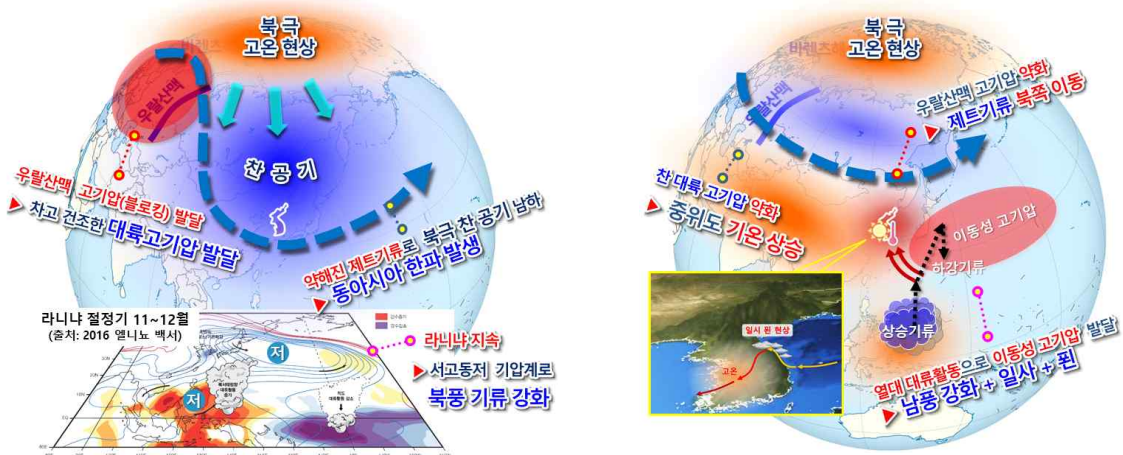 북 극
고온 현상
우랄산맥
찬 공 기
우랄산맥 고기압(블로킹) 발달
▶ 차고 건조한 대륙고기압 발달
약해진 제트기류로 북극 찬 공기 남하
▶ 동아시아 한파 발생
라니냐 절정기 11~12월
(출처: 2016 엘니뇨 백서)
저
저
라니냐 지속
▶ 서고동저 기압계로
북풍 기류 강화
북 극
고온 현상
우랄산맥
우랄산맥 고기압 약화
▶ 제트기류 북쪽 이동
찬 대륙 고기압 약화
▶ 중위도 기온 상승
이동성 고기압
하강기류
상승기류
일시 푄 현상
고온
열대 대류활동으로 이동성 고기압 발달
▶ 남풍 강화 + 일사 + 푄